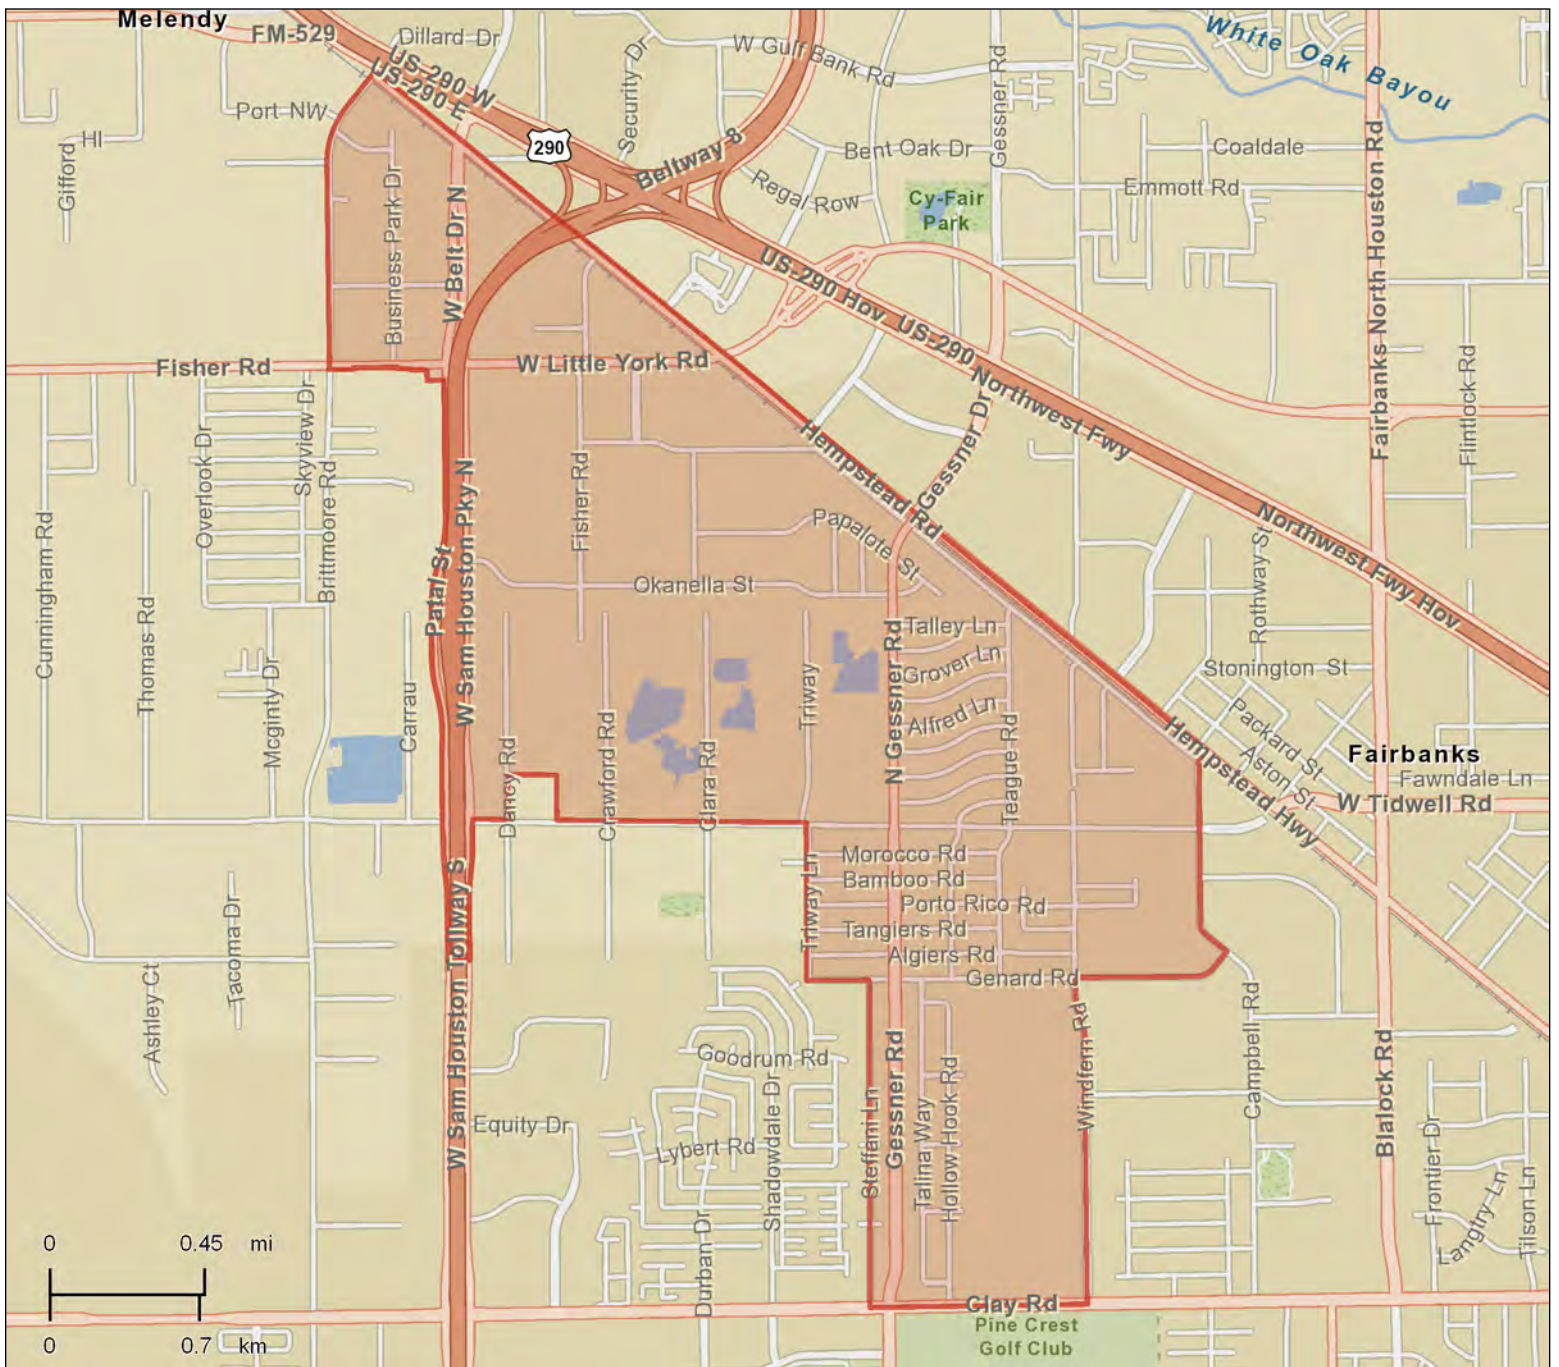 Melendy
FM-529
Dillard Dr
US-290 W
US-290 E
Port NW
HI
Gifford
290
Security Dr
W Gulf Bank Rd
Beltway 8
Regal Row
Bent Oak Dr
Gessner Rd
White Oak Bayou
Coaldale
Emmott Rd
Cy-Fair
Park
Fairbanks North Houston Rd
Business Park Dr
W Belt Dr N
US-290 Hov
US-290
Northwest Fwy
Fisher Rd
W Little York Rd
Flintlock Rd
Gessner Dr
Hempstead Rd
Overlook Dr
Skyview Dr
Brittmoore Rd
Cunningham Rd
Thomas Rd
Patal St
W Sam Houston Pky N
Fisher Rd
Papalote St
Okanella St
Northwest Fwy Hov
Rothway St
Stonington St
Talley Ln
Grover Ln
Alfred Ln
N Gessner Rd
Teague Rd
Triway
Mcginty Dr
Carrau
Dancy Rd
Crawford Rd
Clara Rd
Packard St
Aston St
Hempstead Hwy
Fairbanks
Fawndale Ln
W Tidwell Rd
Morocco Rd
Bamboo Rd
Porto Rico Rd
Tangiers Rd
Algiers Rd
Genard Rd
Triway Ln
W Sam Houston Tollway S
Tacoma Dr
Ashley Ct
Goodrum Rd
Equity Dr
Lybert Rd
Shadowdale Dr
Durban Dr
Steffani Ln
Gessner Rd
Talina Way
Hollow Hook Rd
Windfern Rd
Campbell Rd
Blalock Rd
Frontier Dr
Langtry Ln
Tilson Ln
Clay Rd
Pine Crest
Golf Club
0 0.45 mi
0 0.7 km